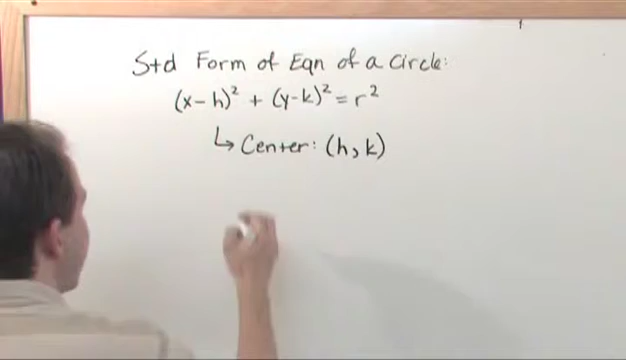 Std Form of Eqn of a Circle:
(x-h)² + (y-k)² = r²
↳ Center: (h, k)